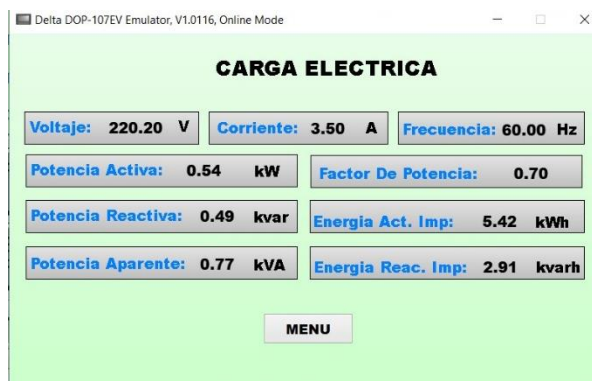 Delta DOP-107EV Emulator, V1.0116, Online Mode
CARGA ELECTRICA
Voltaje: 220.20 V Corriente: 3.50 A Frecuencia: 60.00 Hz
Potencia Activa: 0.54 kW Factor De Potencia: 0.70
Potencia Reactiva: 0.49 kvar Energia Act. Imp: 5.42 kWh
Potencia Aparente: 0.77 kVA Energia Reac. Imp: 2.91 kvarh
MENU